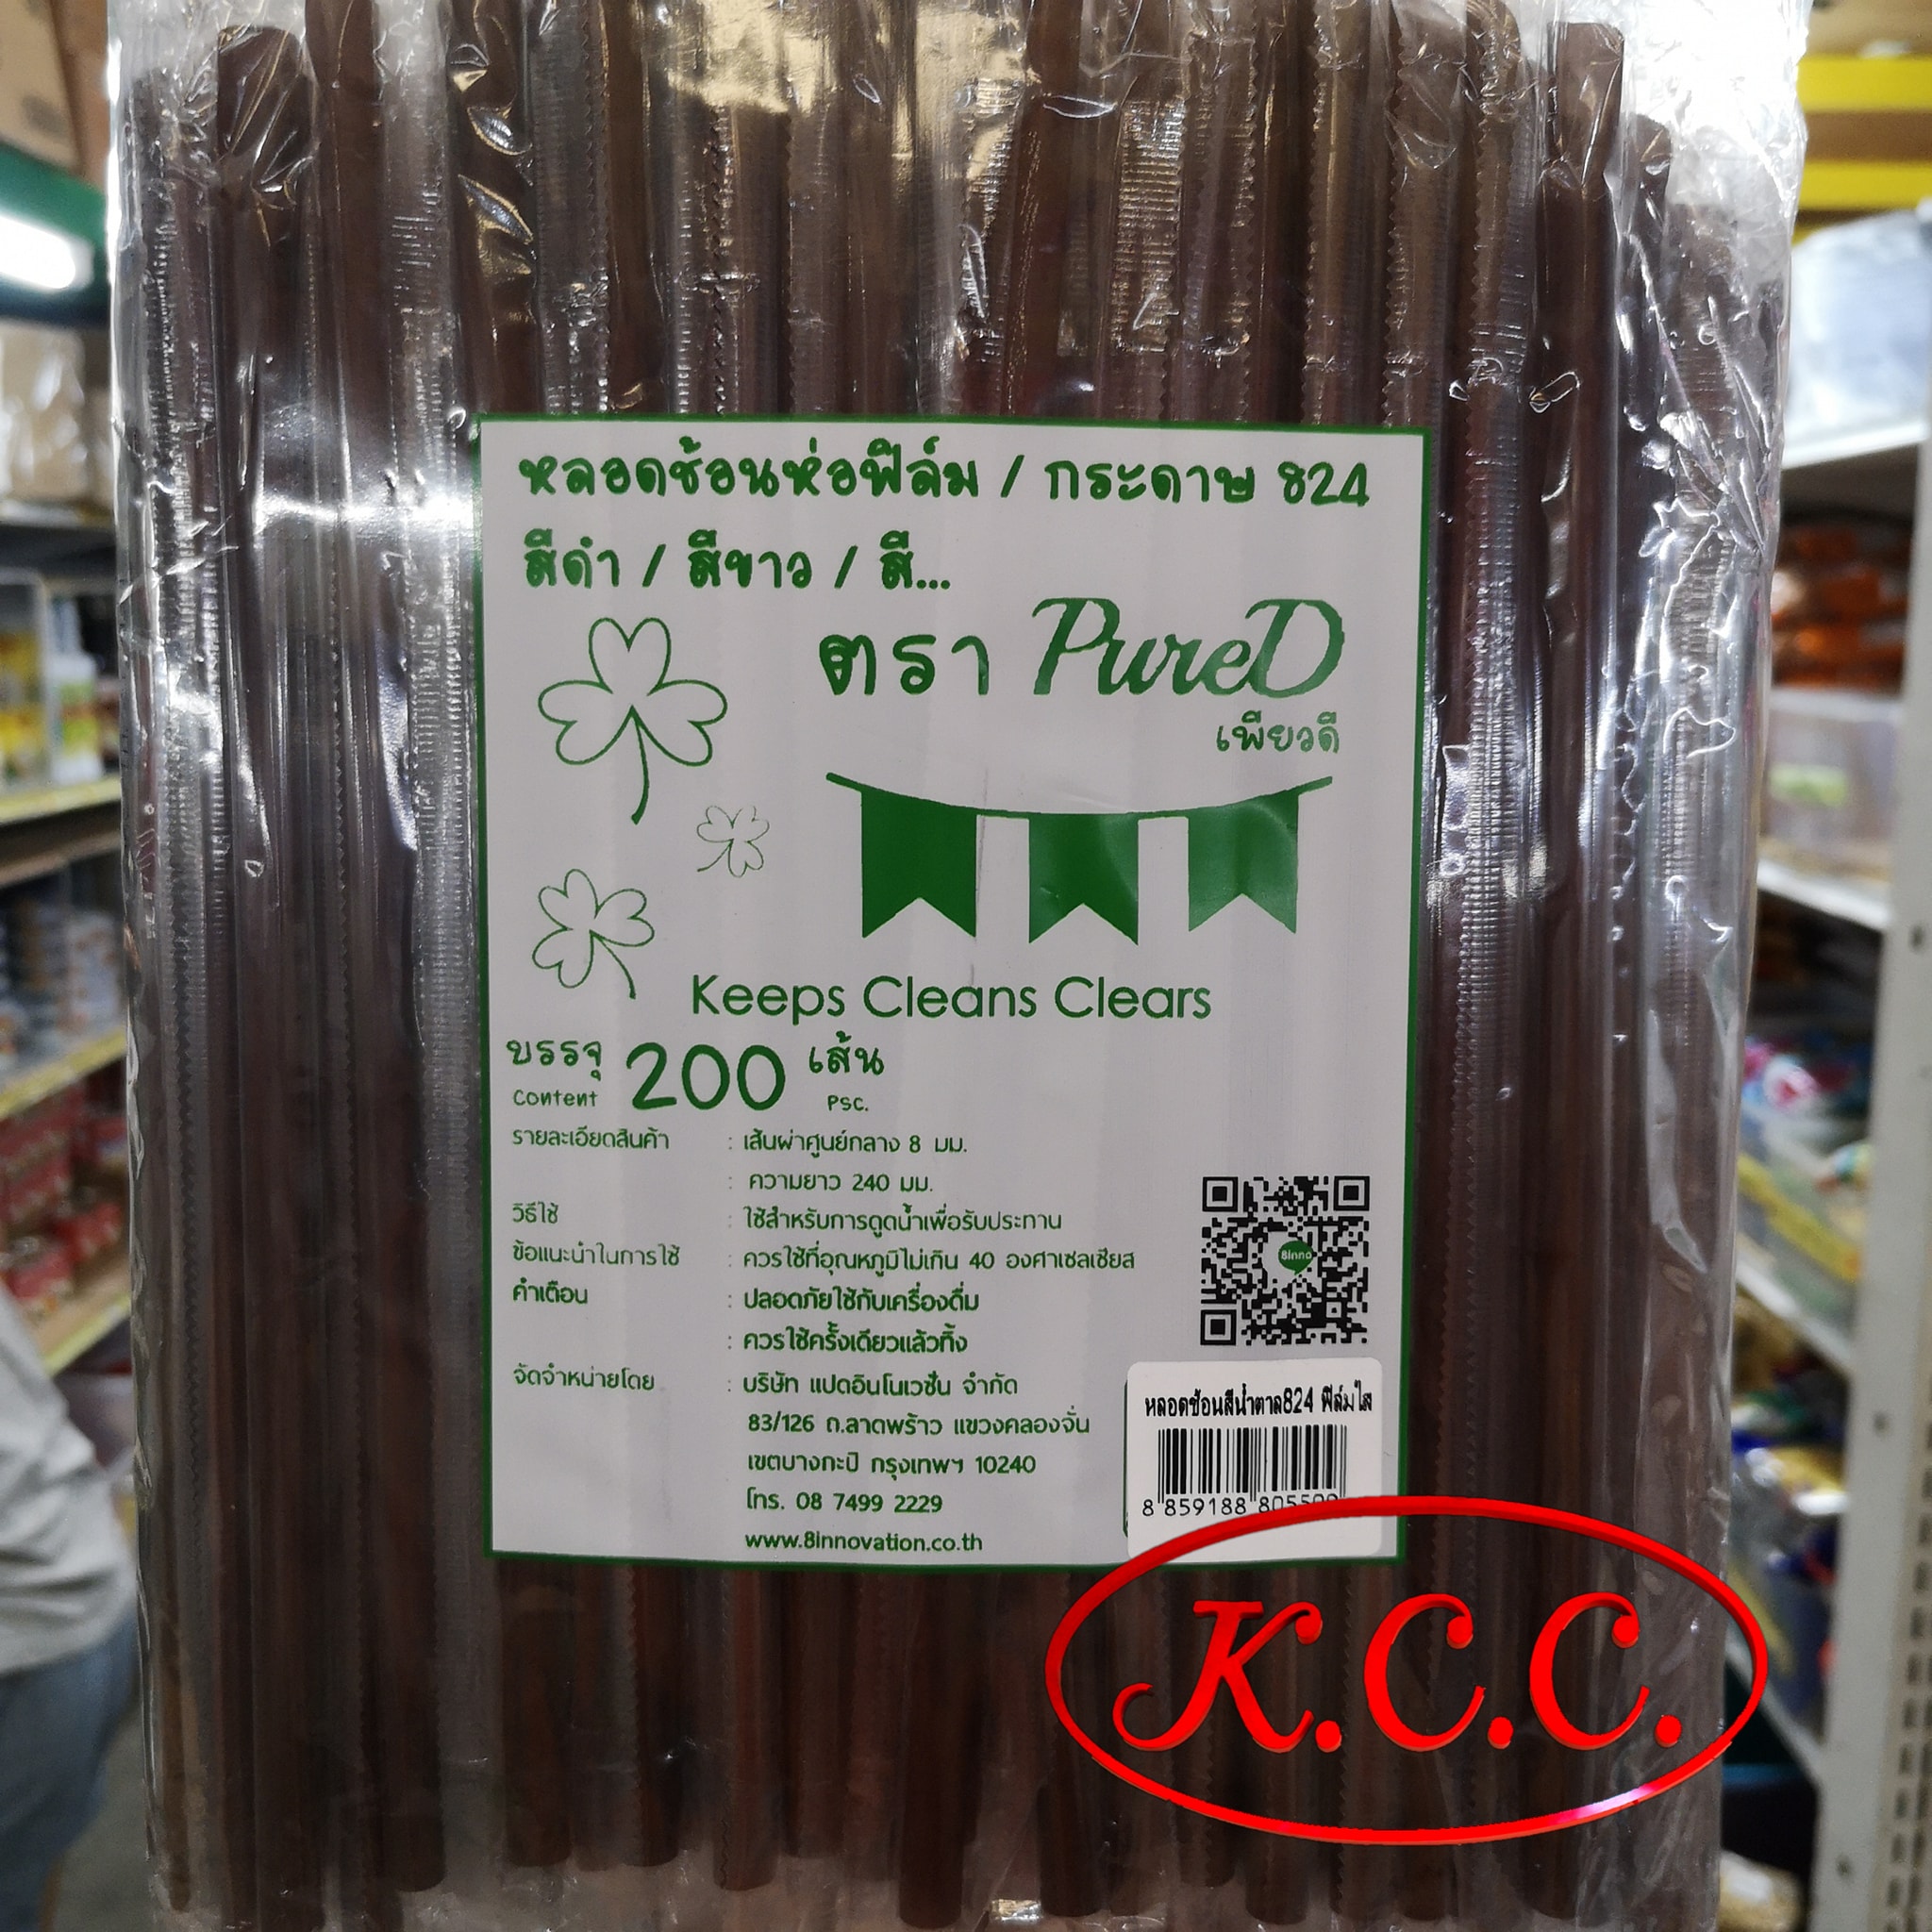 หลอดช้อนห่อฟิล์ม / กระดาษ 824
สีดำ / สีขาว / สี...
ตรา PureD
เพียวดี
Keeps Cleans Clears
บรรจุ 200 เส้น
Content PSC.
รายละเอียดสินค้า : เส้นผ่าศูนย์กลาง 8 มม.
: ความยาว 240 มม.
วิธีใช้ : ใช้สำหรับการดูดน้ำเพื่อรับประทาน
ข้อแนะนำในการใช้ : ควรใช้ที่อุณหภูมิไม่เกิน 40 องศาเซลเซียส
คำเตือน : ปลอดภัยใช้กับเครื่องดื่ม
: ควรใช้ครั้งเดียวแล้วทิ้ง
จัดจำหน่ายโดย : บริษัท แปดอินโนเวชั่น จำกัด
83/126 ถ.ลาดพร้าว แขวงคลองจั่น
เขตบางกะปิ กรุงเทพฯ 10240
โทร. 08 7499 2229
www.8innovation.co.th
8inno
หลอดช้อนสีน้ำตาล824 ฟิล์มใส
8 859188
K.C.C.